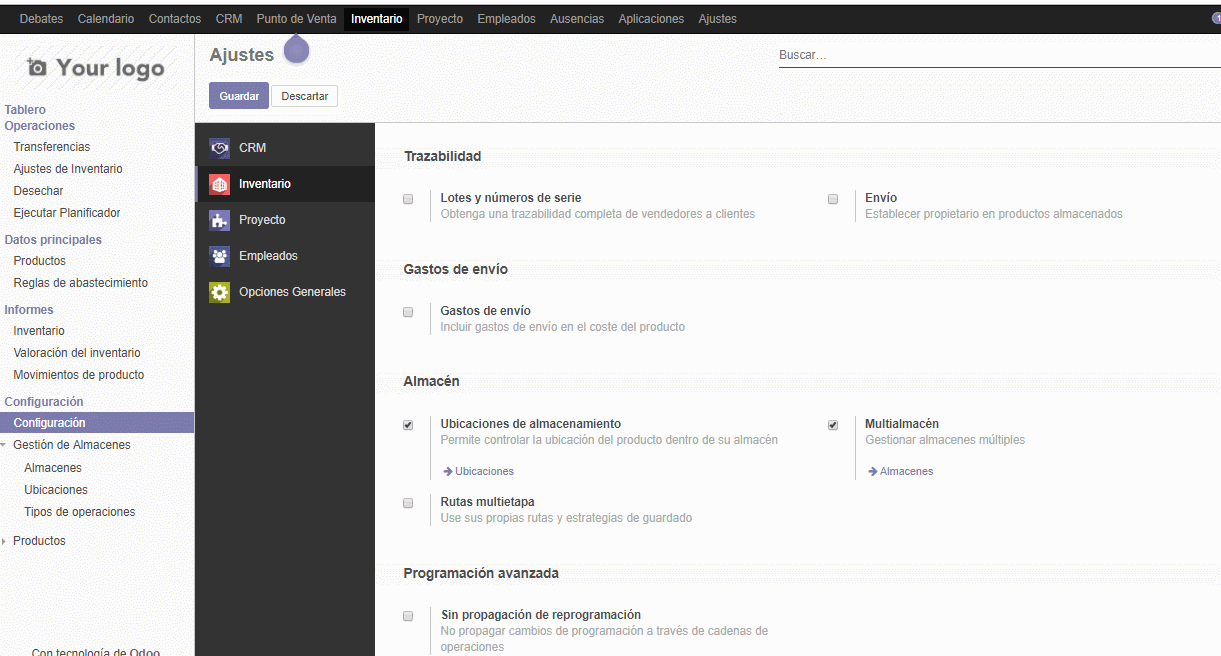 Debates Calendario Contactos CRM Punto de Venta Inventario Proyecto Empleados Ausencias Aplicaciones Ajustes
Your logo
Tablero
Operaciones
Transferencias
Ajustes de Inventario
Desechar
Ejecutar Planificador
Datos principales
Productos
Reglas de abastecimiento
Informes
Inventario
Valoración del inventario
Movimientos de producto
Configuración
Configuración
Gestión de Almacenes
Almacenes
Ubicaciones
Tipos de operaciones
Productos
Con tecnología de Odoo
Ajustes
Buscar...
Guardar Descartar
CRM
Inventario
Proyecto
Empleados
Opciones Generales
Trazabilidad
Lotes y números de serie
Obtenga una trazabilidad completa de vendedores a clientes
Envío
Establecer propietario en productos almacenados
Gastos de envío
Gastos de envío
Incluir gastos de envío en el coste del producto
Almacén
Ubicaciones de almacenamiento
Permite controlar la ubicación del producto dentro de su almacén
Ubicaciones
Multialmacén
Gestionar almacenes múltiples
Almacenes
Rutas multietapa
Use sus propias rutas y estrategias de guardado
Programación avanzada
Sin propagación de reprogramación
No propagar cambios de programación a través de cadenas de
operaciones